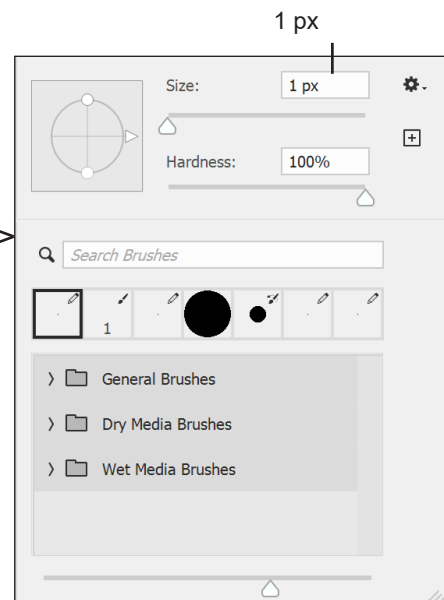 1 px
Size:
1 px
Hardness:
100%
Search Brushes
1
General Brushes
Dry Media Brushes
Wet Media Brushes